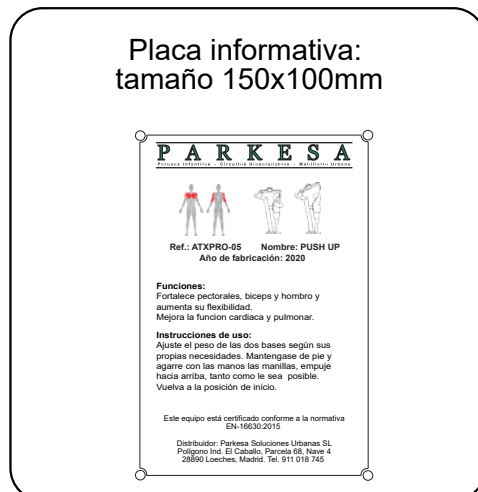 Placa informativa:
tamaño 150x100mm
PARKESA
Ref.: ATXPRO-05 Nombre: PUSH UP
Año de fabricación: 2020
Funciones:
Fortalece pectorales, biceps y hombro y
aumenta su flexibilidad.
Mejora la funcion cardiaca y pulmonar.
Instrucciones de uso:
Ajuste el peso de las dos bases según sus
propias necesidades. Mantengase de pie y
agarre con las manos las manillas, empuje
hacia arriba, tanto como le sea posible.
Vuelva a la posición de inicio.
Este equipo está certificado conforme a la normativa
EN-16630:2015
Distribuidor: Parkesa Soluciones Urbanas SL
Polígono Ind. El Caballo, Parcela 68, Nave 4
28890 Loeches, Madrid. Tel. 911 018 745